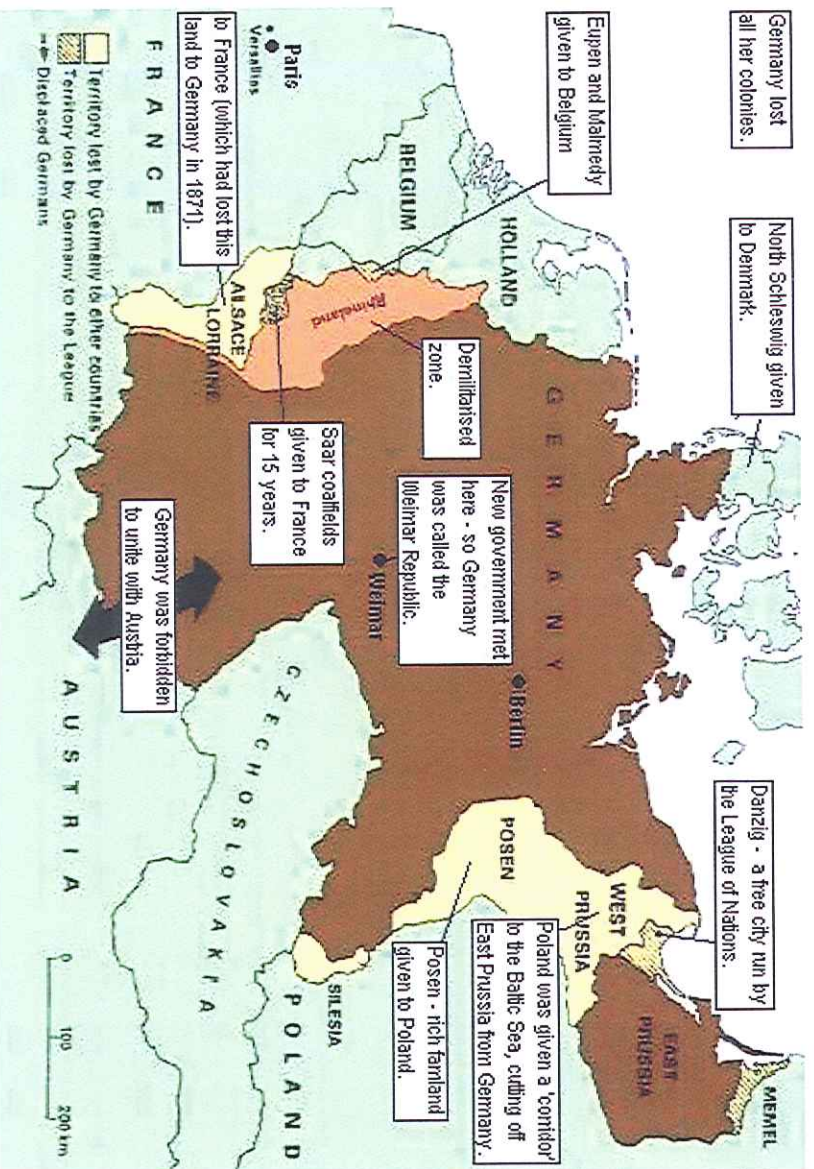 Germany lost
all her colonies.
North Schleswig given
to Denmark.
Danzig - a free city run by
the League of Nations.
MEMEL
EAST
PRUSSIA
WEST
PRUSSIA
Poland was given a 'corridor'
to the Baltic Sea, cutting off
East Prussia from Germany.
POSEN
Posen - rich famland
given to Poland.
SILESIA
POLAND
Eupen and Malmedy
given to Belgium
HOLLAND
BELGIUM
GERMANY
Berlin
Demilitarised
zone.
Rhineland
New government met
here - so Germany
was called the
Weimar Republic.
Weimar
Paris
Versailles
FRANCE
to France (which had lost this
land to Germany in 1871).
ALSACE
LORRAINE
Saar coalfields
given to France
for 15 years.
Germany was forbidden
to unite with Austria.
CZECHOSLOVAKIA
AUSTRIA
Territory lost by Germany to other countries
Territory lost by Germany to the League
Displaced Germans
0 100 200 km